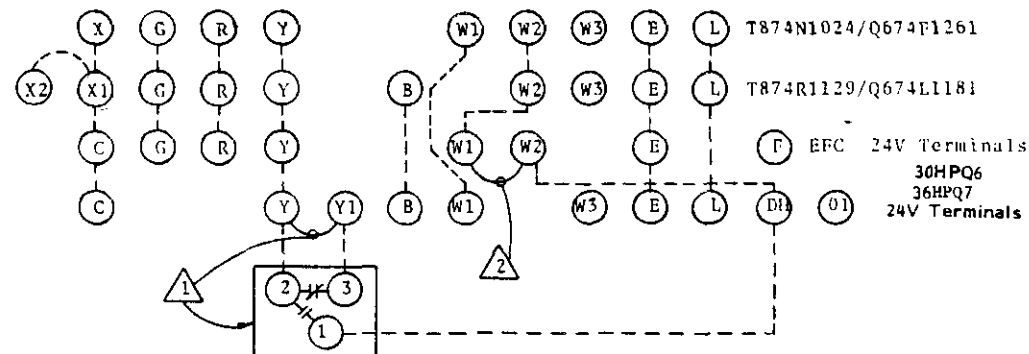 X G R Y W1 W2 W3 E L T874N1024/Q674F1261
X2 X1 G R Y B W2 W3 E L T874R1129/Q674L1181
C G R Y W1 W2 E F EFC 24V Terminals
30HPQ6
36HPQ7
C Y Y1 B W1 W3 E L DH O1 24V Terminals
2
1 2 3
1